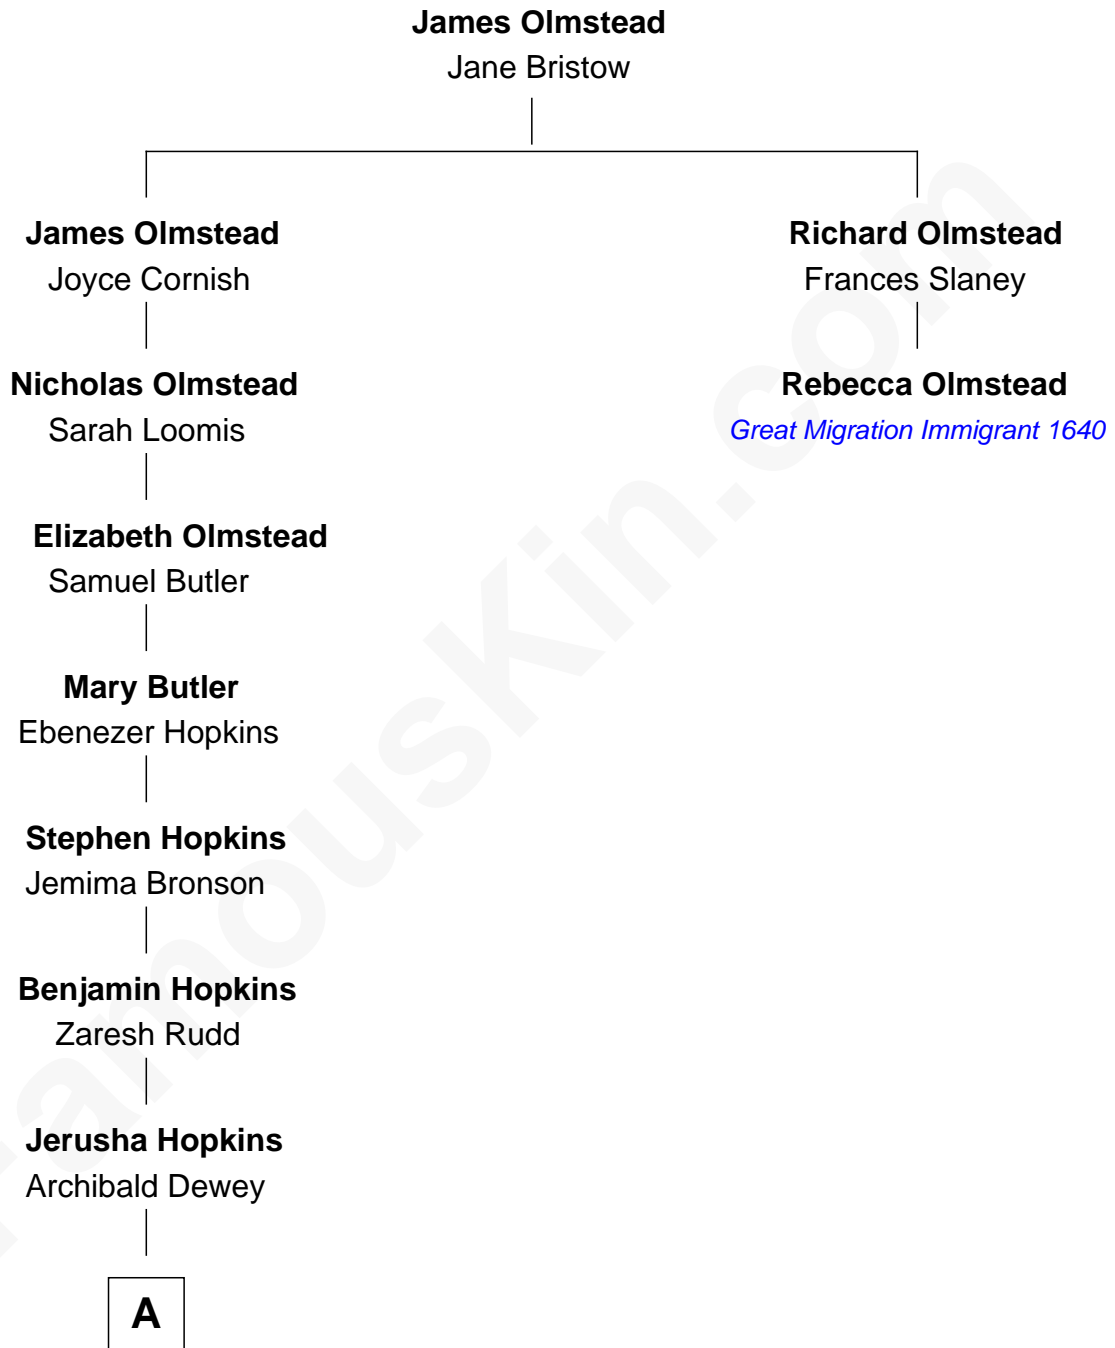 James Olmstead
Jane Bristow
James Olmstead
Joyce Cornish
Richard Olmstead
Frances Slaney
Nicholas Olmstead
Sarah Loomis
Rebecca Olmstead
Great Migration Immigrant 1640
Elizabeth Olmstead
Samuel Butler
Mary Butler
Ebenezer Hopkins
Stephen Hopkins
Jemima Bronson
Benjamin Hopkins
Zaresh Rudd
Jerusha Hopkins
Archibald Dewey
A
FamousKin.com